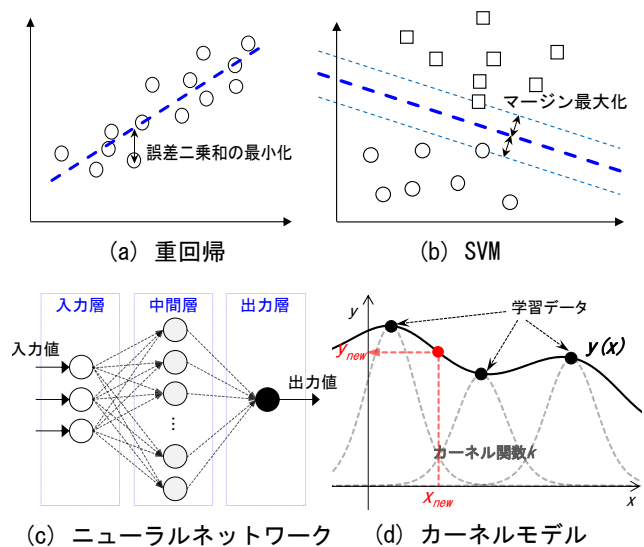 誤差二乗和の最小化
(a) 重回帰
マージン最大化
(b) SVM
入力層
中間層
出力層
入力値
…
出力値
(c) ニューラルネットワーク
y
学習データ
y(x)
ynew
カーネル関数k
xnew
x
(d) カーネルモデル